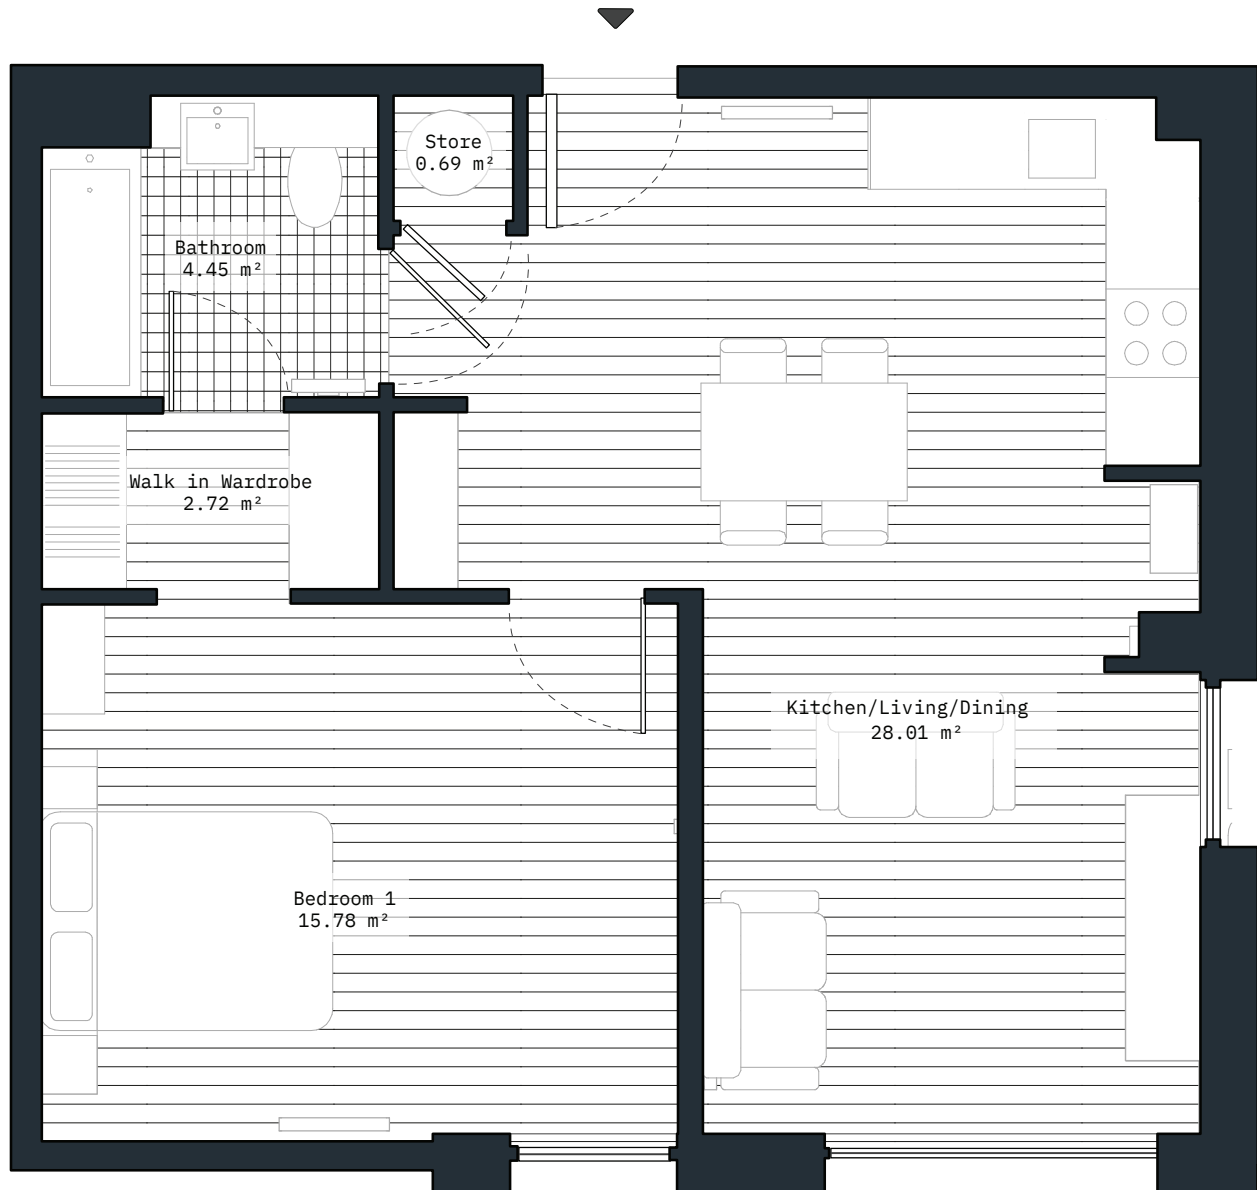 Store
0.69 m²
Bathroom
4.45 m²
Walk in Wardrobe
2.72 m²
Kitchen/Living/Dining
28.01 m²
Bedroom 1
15.78 m²